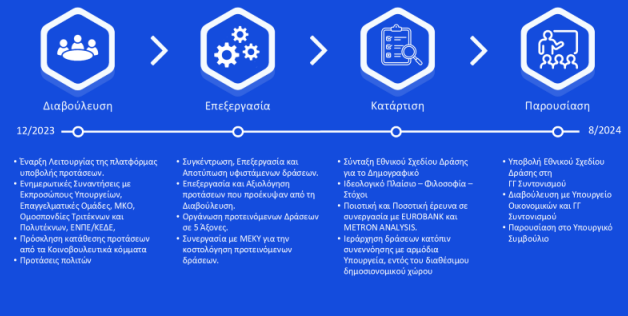 Διαβούλευση
Επεξεργασία
Κατάρτιση
Παρουσίαση
12/2023
8/2024
• Έναρξη Λειτουργίας της πλατφόρμας
υποβολής προτάσεων.
• Ενημερωτικές Συναντήσεις με
Εκπροσώπους Υπουργείων,
Επαγγελματικές Ομάδες, ΜΚΟ,
Ομοσπονδίες Τριτέκνων και
Πολυτέκνων, ΕΝΠΕ/ΚΕΔΕ,
• Πρόσκληση κατάθεσης προτάσεων
από τα Κοινοβουλευτικά κόμματα
• Προτάσεις πολιτών
• Συγκέντρωση, Επεξεργασία και
Αποτύπωση υφιστάμενων δράσεων.
• Επεξεργασία και Αξιολόγηση
προτάσεων που προέκυψαν από τη
Διαβούλευση.
• Οργάνωση προτεινόμενων Δράσεων
σε 5 Άξονες.
• Συνεργασία με ΜΕΚΥ για την
κοστολόγηση προτεινόμενων
δράσεων.
• Σύνταξη Εθνικού Σχεδίου Δράσης
για το Δημογραφικό
• Ιδεολογικό Πλαίσιο – Φιλοσοφία –
Στόχοι
• Ποιοτική και Ποσοτική έρευνα σε
συνεργασία με EUROBANK και
METRON ANALYSIS.
• Ιεράρχηση δράσεων κατόπιν
συνεννόησης με αρμόδια
Υπουργεία, εντός του διαθέσιμου
δημοσιονομικού χώρου
• Υποβολή Εθνικού Σχεδίου
Δράσης στη
ΓΓ Συντονισμού
• Διαβούλευση με Υπουργείο
Οικονομικών και ΓΓ
Συντονισμού
• Παρουσίαση στο Υπουργικό
Συμβούλιο